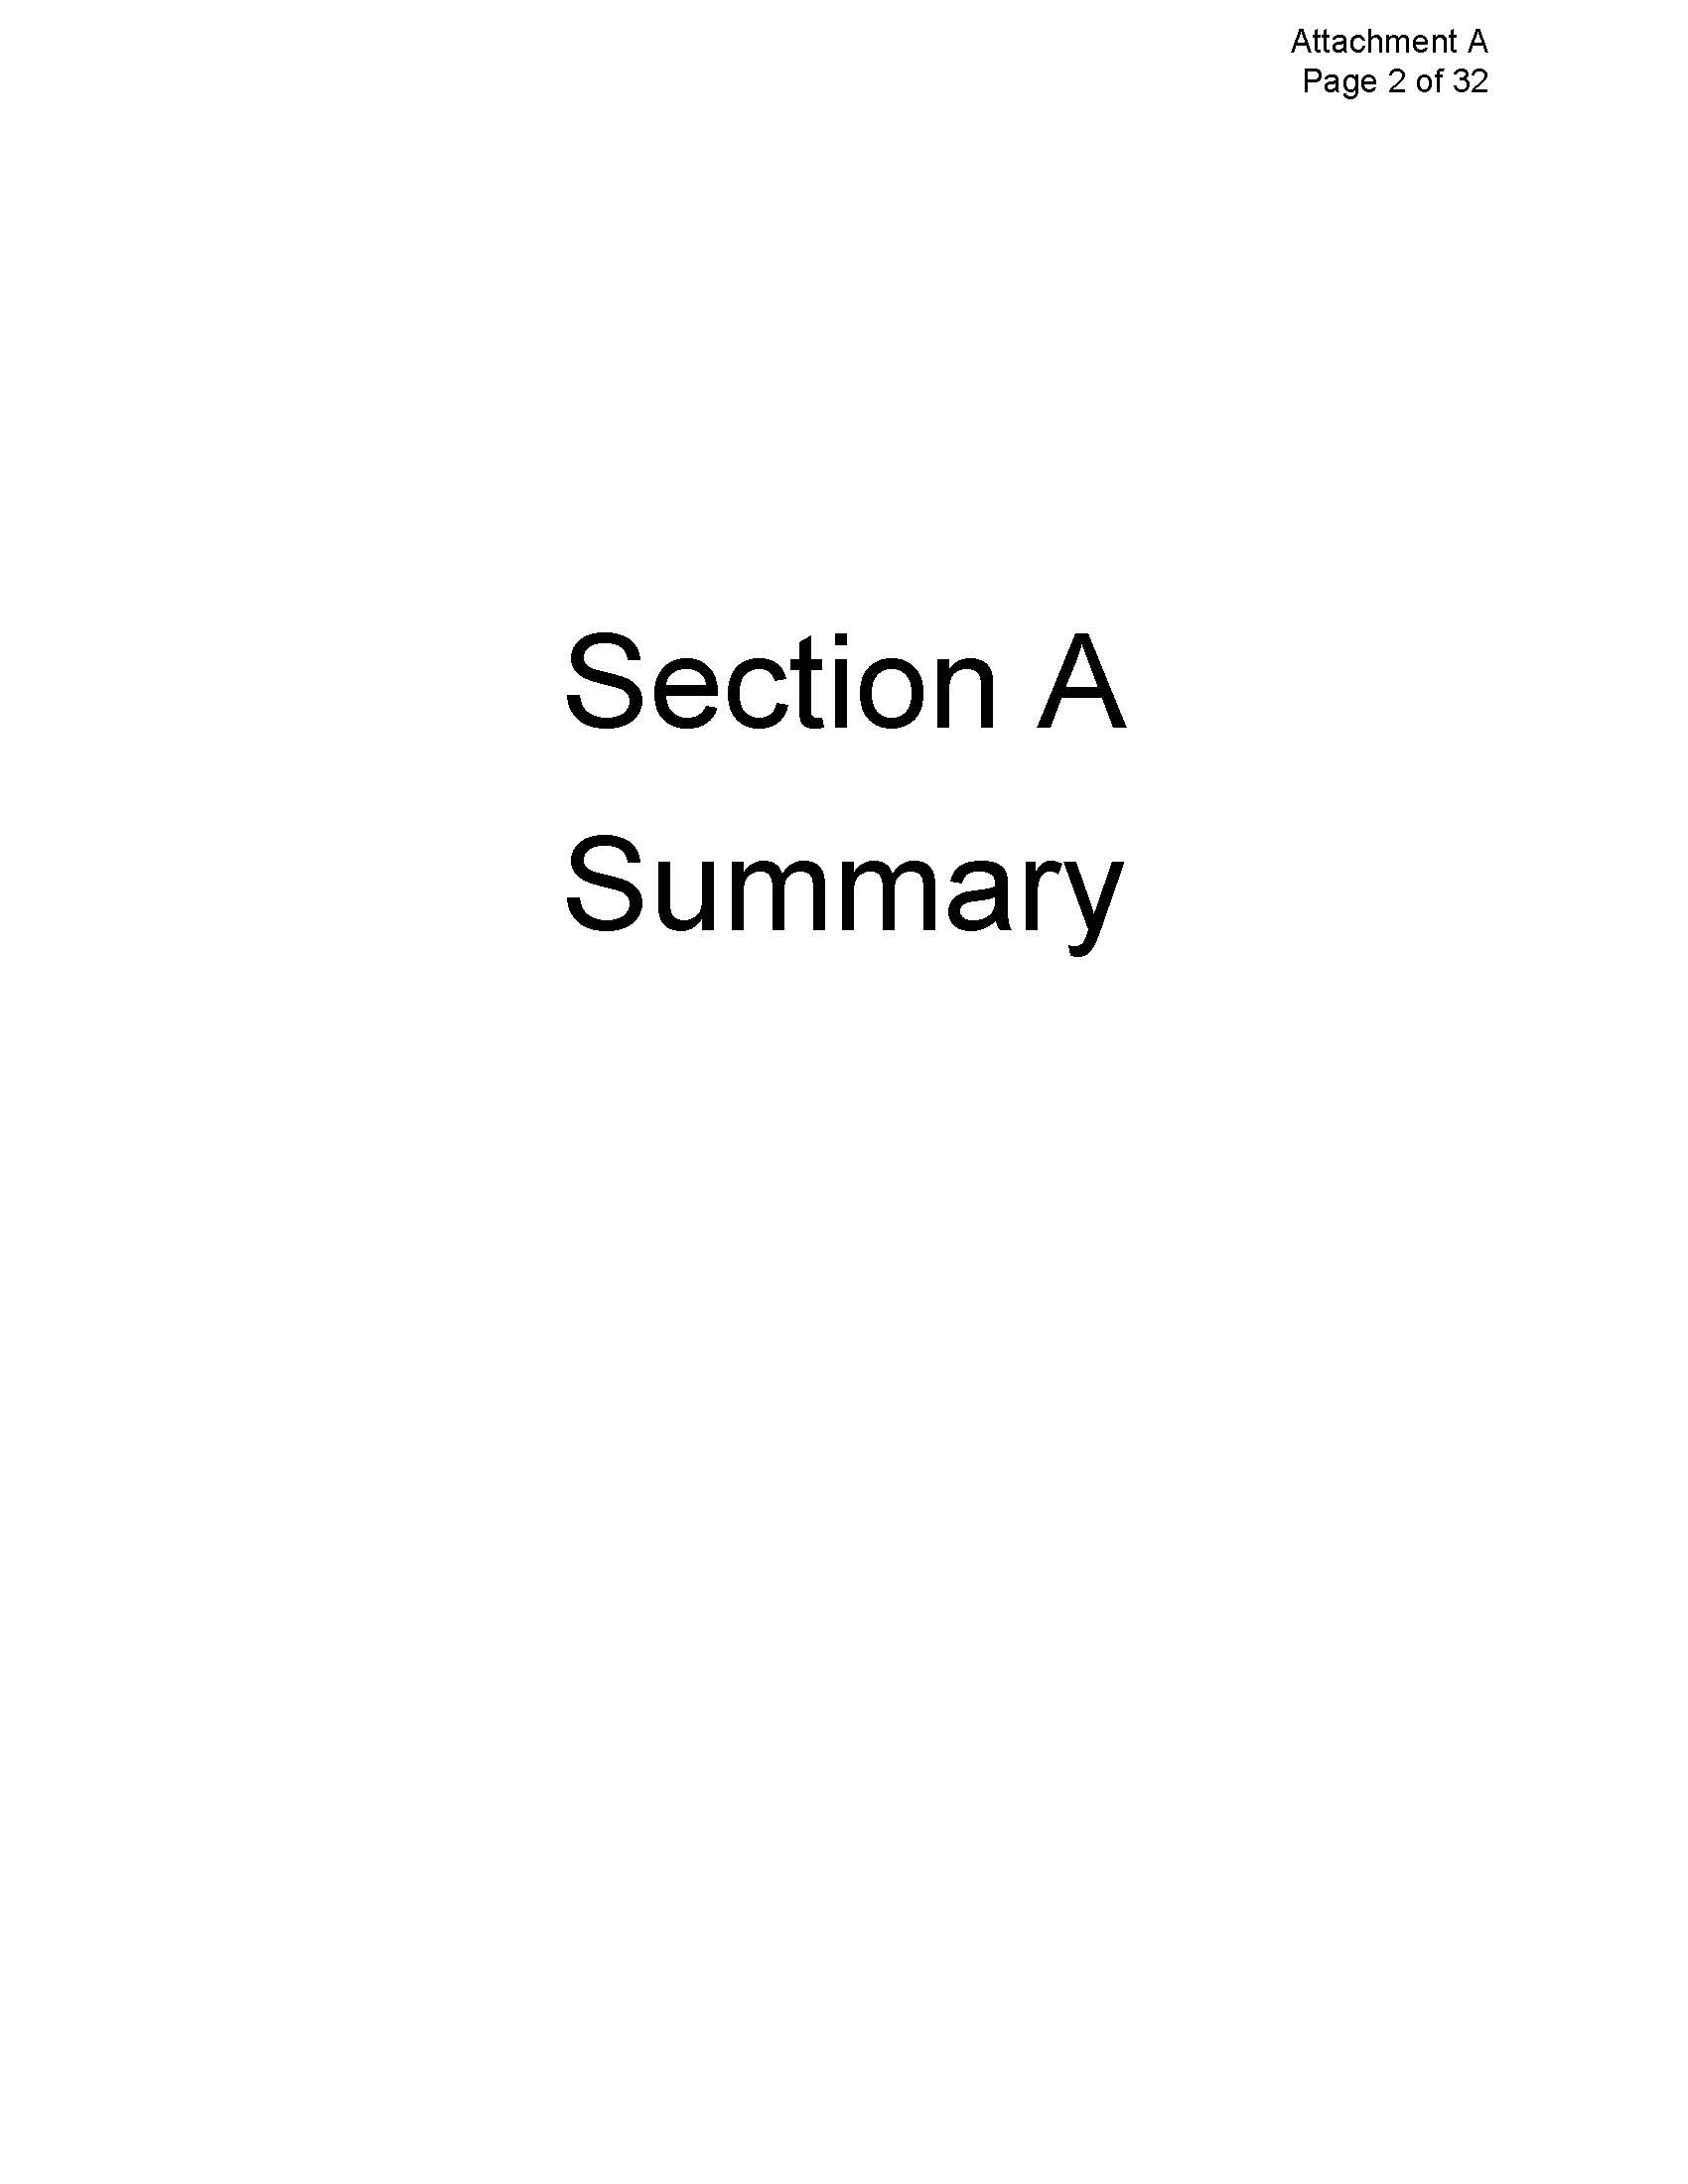 Attachment A
Page 2 of 32
Section A
Summary